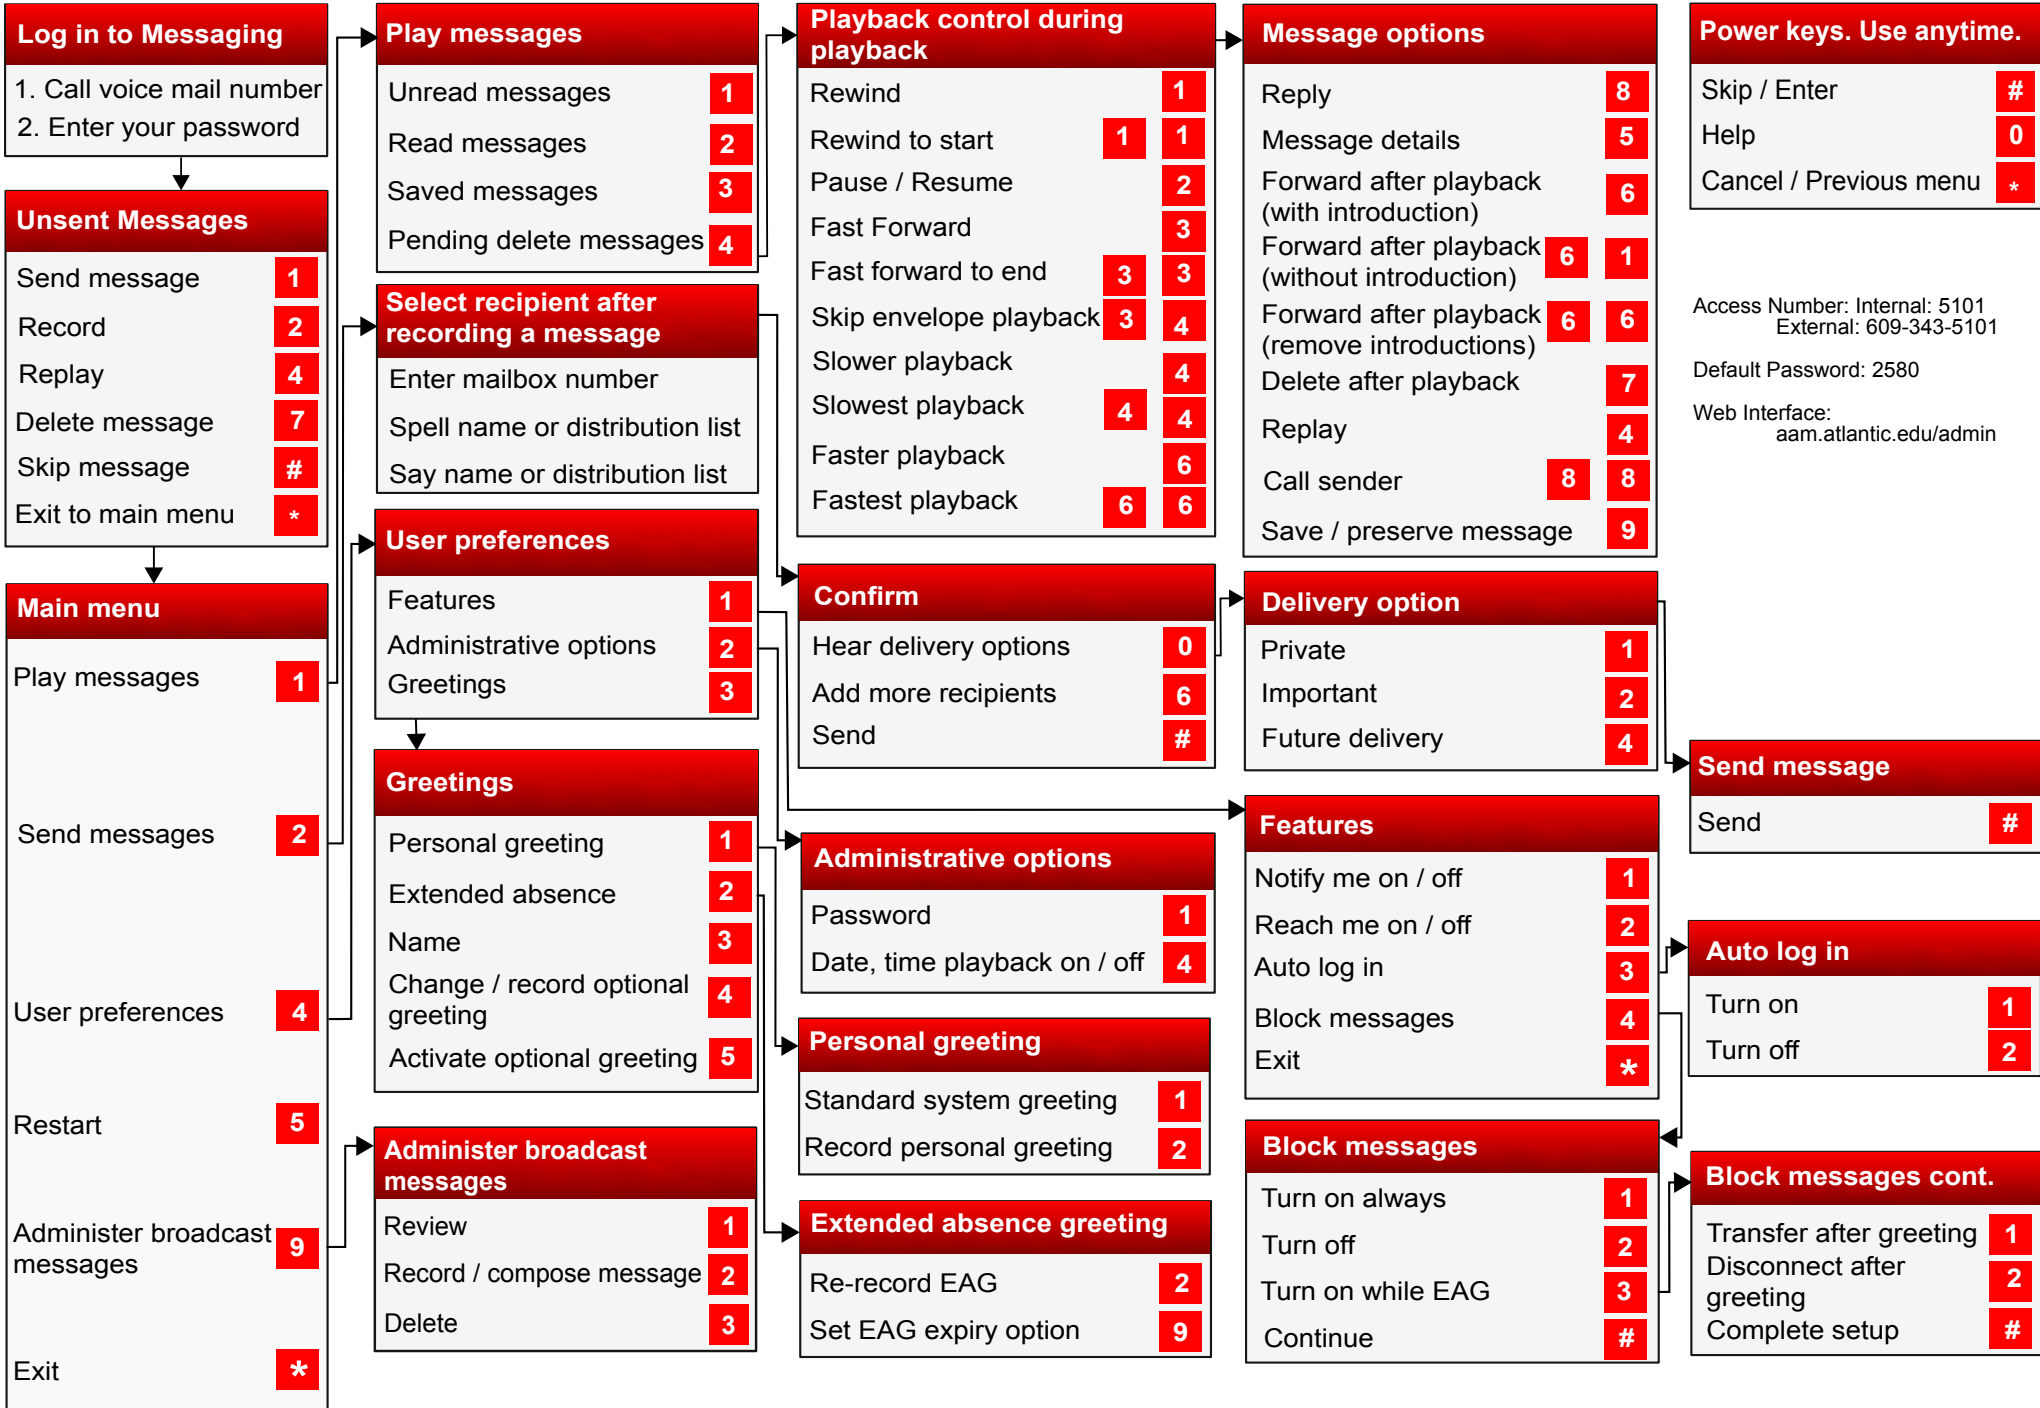 Log in to Messaging
1. Call voice mail number
2. Enter your password
Unsent Messages
Send message 1
Record 2
Replay 4
Delete message 7
Skip message #
Exit to main menu *
Main menu
Play messages 1
Send messages 2
User preferences 4
Restart 5
Administer broadcast
messages 9
Exit *
Play messages
Unread messages 1
Read messages 2
Saved messages 3
Pending delete messages 4
Select recipient after
recording a message
Enter mailbox number
Spell name or distribution list
Say name or distribution list
User preferences
Features 1
Administrative options 2
Greetings 3
Greetings
Personal greeting 1
Extended absence 2
Name 3
Change / record optional
greeting 4
Activate optional greeting 5
Administer broadcast
messages
Review 1
Record / compose message 2
Delete 3
Playback control during
playback
Rewind 1
Rewind to start 1 1
Pause / Resume 2
Fast Forward 3
Fast forward to end 3 3
Skip envelope playback 3 4
Slower playback 4
Slowest playback 4 4
Faster playback 6
Fastest playback 6 6
Confirm
Hear delivery options 0
Add more recipients 6
Send #
Administrative options
Password 1
Date, time playback on / off 4
Personal greeting
Standard system greeting 1
Record personal greeting 2
Extended absence greeting
Re-record EAG 2
Set EAG expiry option 9
Message options
Reply 8
Message details 5
Forward after playback
(with introduction) 6
Forward after playback
(without introduction) 6 1
Forward after playback
(remove introductions) 6 6
Delete after playback 7
Replay 4
Call sender 8 8
Save / preserve message 9
Delivery option
Private 1
Important 2
Future delivery 4
Features
Notify me on / off 1
Reach me on / off 2
Auto log in 3
Block messages 4
Exit *
Block messages
Turn on always 1
Turn off 2
Turn on while EAG 3
Continue #
Power keys. Use anytime.
Skip / Enter #
Help 0
Cancel / Previous menu *
Access Number: Internal: 5101
External: 609-343-5101
Default Password: 2580
Web Interface:
aam.atlantic.edu/admin
Send message
Send #
Auto log in
Turn on 1
Turn off 2
Block messages cont.
Transfer after greeting 1
Disconnect after
greeting 2
Complete setup #